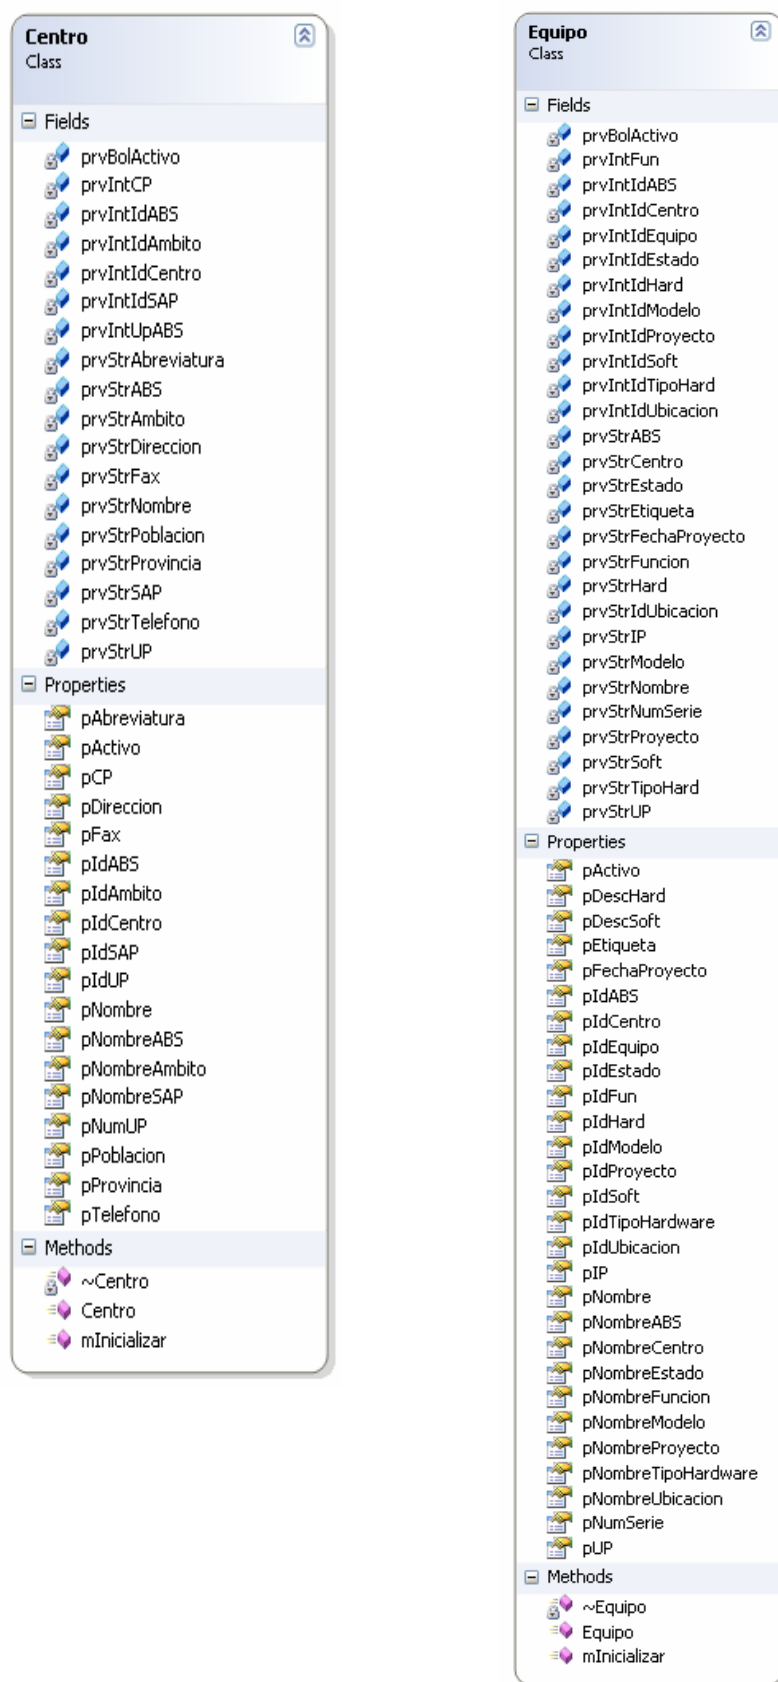 Centro
Class
Fields
prvBolActivo
prvIntCP
prvIntIdABS
prvIntIdAmbito
prvIntIdCentro
prvIntIdSAP
prvIntUpABS
prvStrAbreviatura
prvStrABS
prvStrAmbito
prvStrDireccion
prvStrFax
prvStrNombre
prvStrPoblacion
prvStrProvincia
prvStrSAP
prvStrTelefono
prvStrUP
Properties
pAbreviatura
pActivo
pCP
pDireccion
pFax
pIdABS
pIdAmbito
pIdCentro
pIdSAP
pIdUP
pNombre
pNombreABS
pNombreAmbito
pNombreSAP
pNumUP
pPoblacion
pProvincia
pTelefono
Methods
~Centro
Centro
mInicializar
Equipo
Class
Fields
prvBolActivo
prvIntFun
prvIntIdABS
prvIntIdCentro
prvIntIdEquipo
prvIntIdEstado
prvIntIdHard
prvIntIdModelo
prvIntIdProyecto
prvIntIdSoft
prvIntIdTipoHard
prvIntIdUbicacion
prvStrABS
prvStrCentro
prvStrEstado
prvStrEtiqueta
prvStrFechaProyecto
prvStrFuncion
prvStrHard
prvStrIdUbicacion
prvStrIP
prvStrModelo
prvStrNombre
prvStrNumSerie
prvStrProyecto
prvStrSoft
prvStrTipoHard
prvStrUP
Properties
pActivo
pDescHard
pDescSoft
pEtiqueta
pFechaProyecto
pIdABS
pIdCentro
pIdEquipo
pIdEstado
pIdFun
pIdHard
pIdModelo
pIdProyecto
pIdSoft
pIdTipoHardware
pIdUbicacion
pIP
pNombre
pNombreABS
pNombreCentro
pNombreEstado
pNombreFuncion
pNombreModelo
pNombreProyecto
pNombreTipoHardware
pNombreUbicacion
pNumSerie
pUP
Methods
~Equipo
Equipo
mInicializar